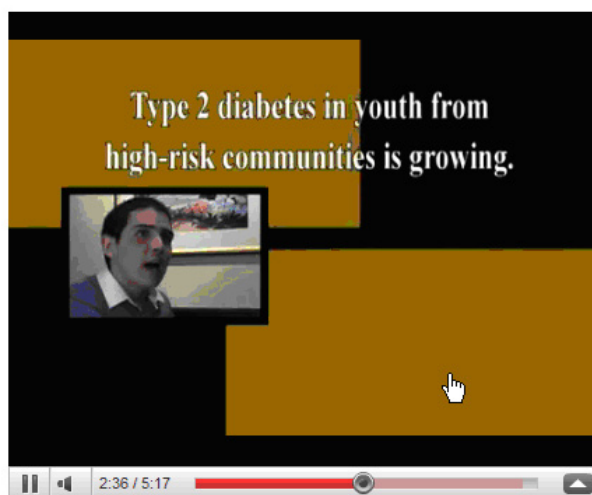 Type 2 diabetes in youth from
high-risk communities is growing.
2:36 / 5:17